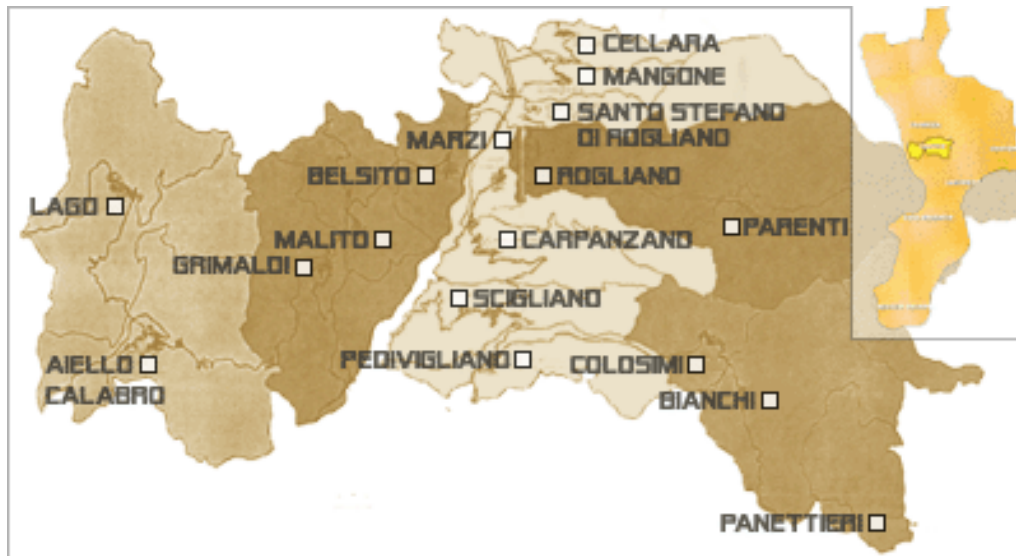 CELLARA
MANGONE
SANTO STEFANO
DI ROGLIANO
MARZI
BELSITO
ROGLIANO
LAGO
PARENTI
MALITO
CARPANZANO
GRIMALDI
SCIGLIANO
PEDIVIGLIANO
AIELLO
CALABRO
COLOSIMI
BIANCHI
PANETTIERI